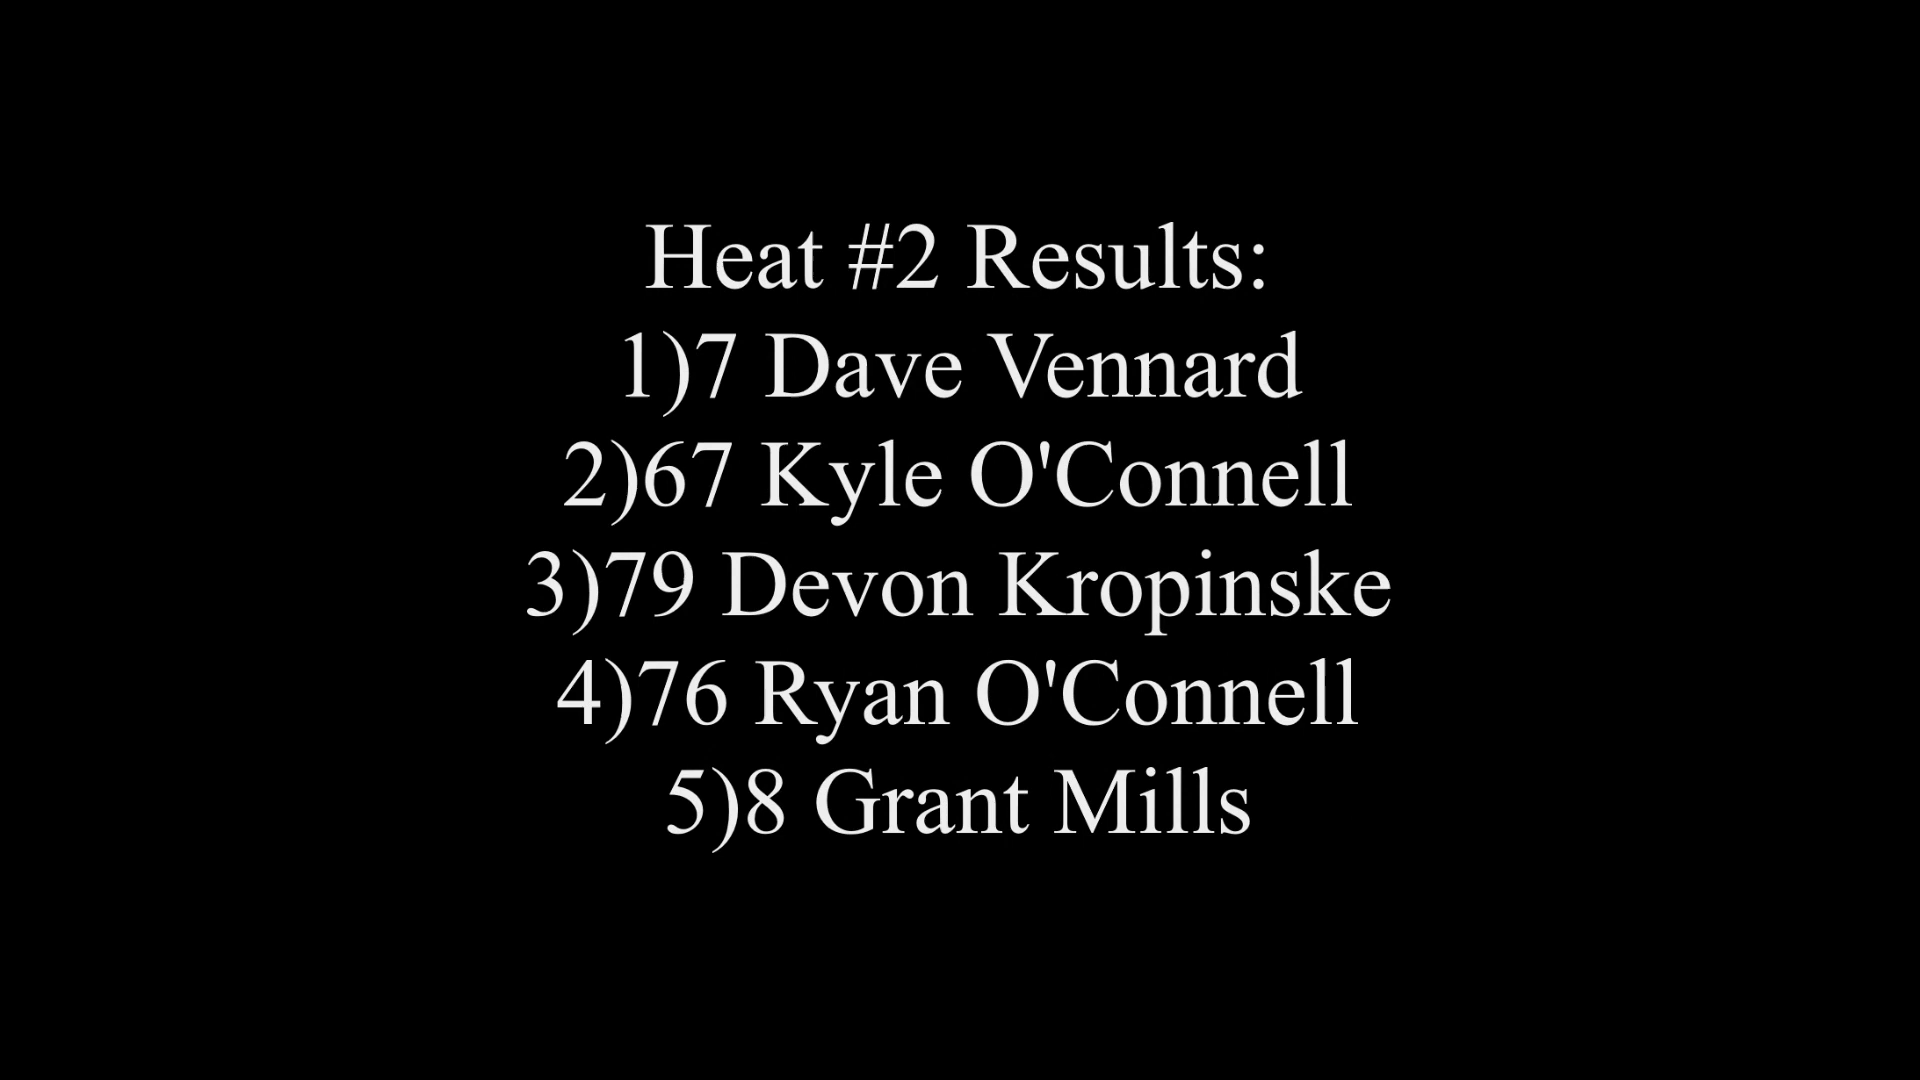 Heat #2 Results:
1)7 Dave Vennard
2)67 Kyle O'Connell
3)79 Devon Kropinske
4)76 Ryan O'Connell
5)8 Grant Mills